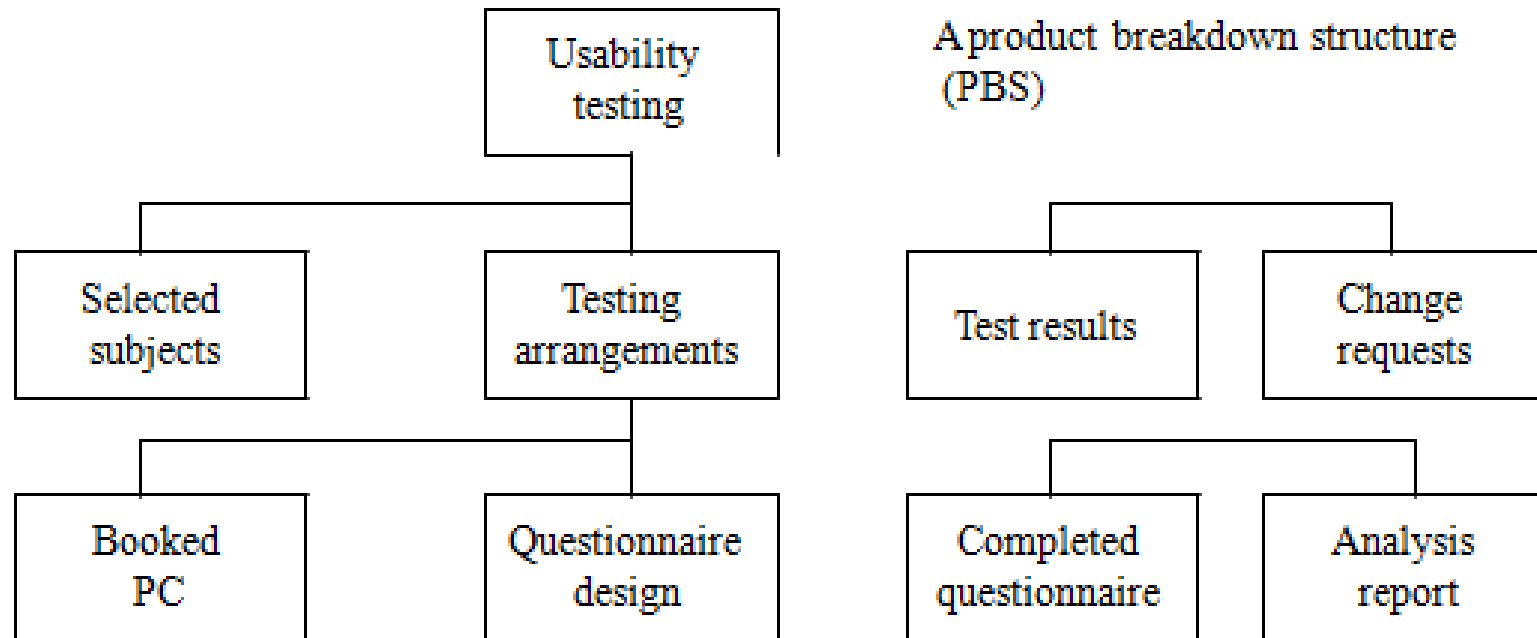 Usability
testing
Aproduct breakdown structure
(PBS)
Selected
subjects
Testing
arrangements
Test results
Change
requests
Booked
PC
Questionnaire
design
Completed
questionnaire
Analysis
report